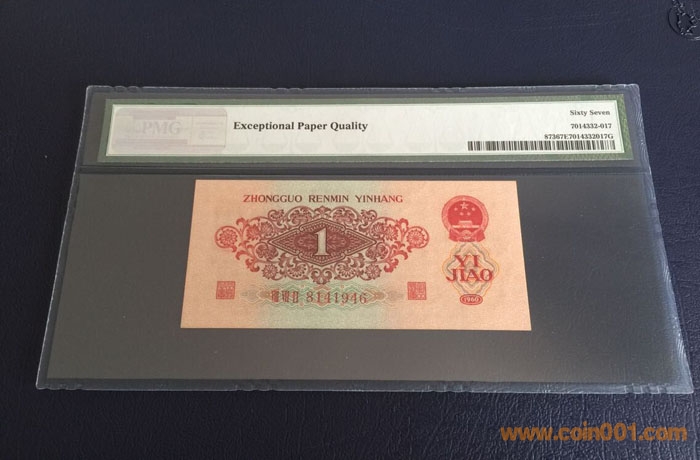 PMG
Exceptional Paper Quality
Sixty Seven
7014332-017
87367E7014332017G
ZHONGGUO RENMIN YINHANG
1
YI
JIAO
8141946
1960
www.coin001.com